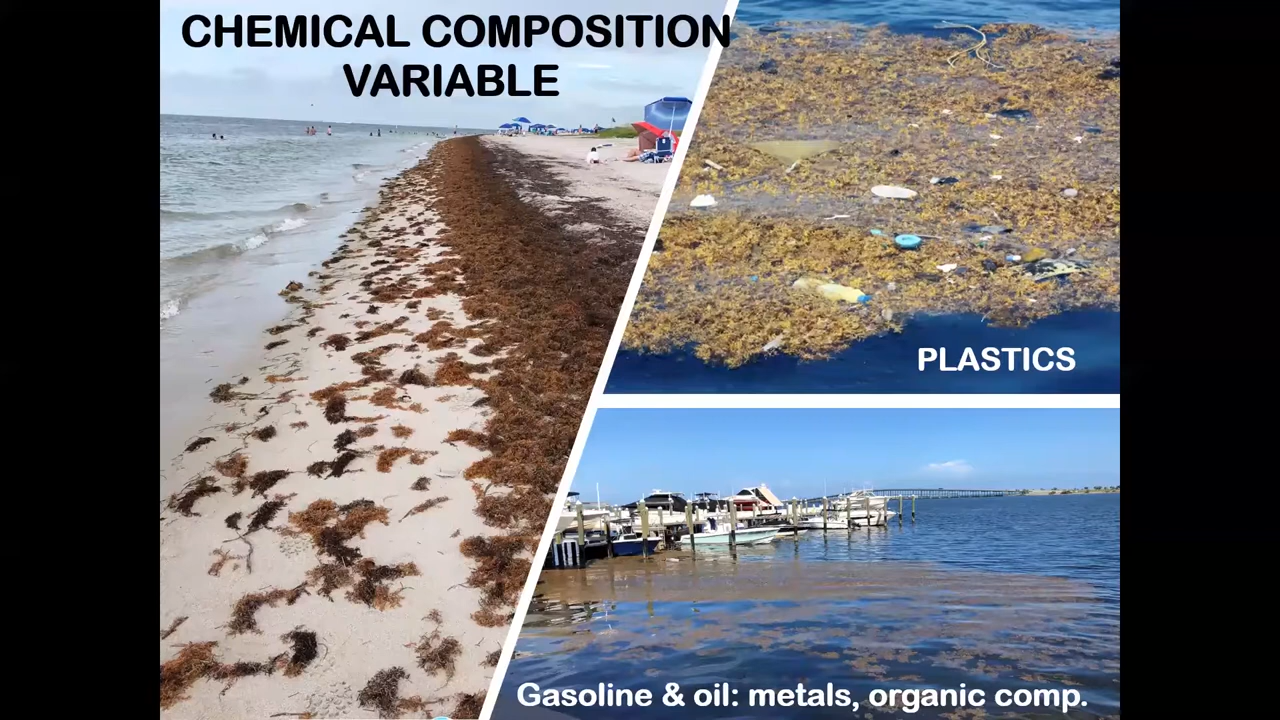 CHEMICAL COMPOSITION
VARIABLE
PLASTICS
Gasoline & oil: metals, organic comp.